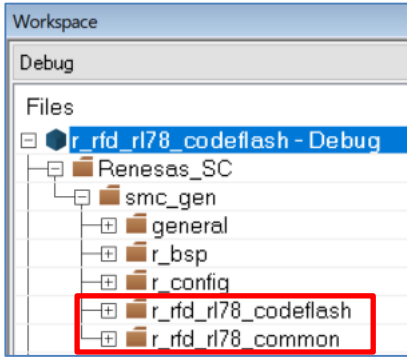 Workspace
Debug
Files
r_rfd_rl78_codeflash - Debug
Renesas_SC
smc_gen
general
r_bsp
r_config
r_rfd_rl78_codeflash
r_rfd_rl78_common